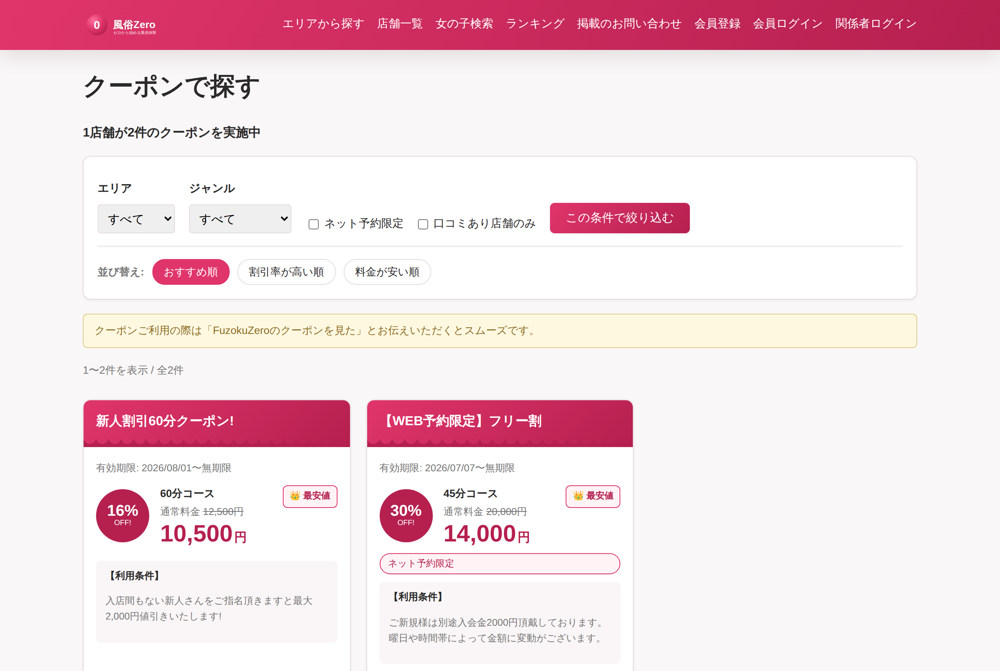 0 風俗Zero
ゼロから始める風俗体験
エリアから探す 店舗一覧 女の子検索 ランキング 掲載のお問い合わせ 会員登録 会員ログイン 関係者ログイン
クーポンで探す
1店舗が2件のクーポンを実施中
エリア ジャンル
すべて すべて ネット予約限定 口コミあり店舗のみ この条件で絞り込む
並び替え: おすすめ順 割引率が高い順 料金が安い順
クーポンご利用の際は「FuzokuZeroのクーポンを見た」とお伝えいただくとスムーズです。
1〜2件を表示 / 全2件
新人割引60分クーポン!
有効期限: 2026/08/01〜無期限
16%
OFF!
60分コース
👑 最安値
通常料金 12,500円
10,500円
【利用条件】
入店間もない新人さんをご指名頂きますと最大
2,000円値引きいたします!
【WEB予約限定】フリー割
有効期限: 2026/07/07〜無期限
30%
OFF!
45分コース
👑 最安値
通常料金 20,000円
14,000円
ネット予約限定
【利用条件】
ご新規様は別途入会金2000円頂戴しております。
曜日や時間帯によって金額に変動がございます。